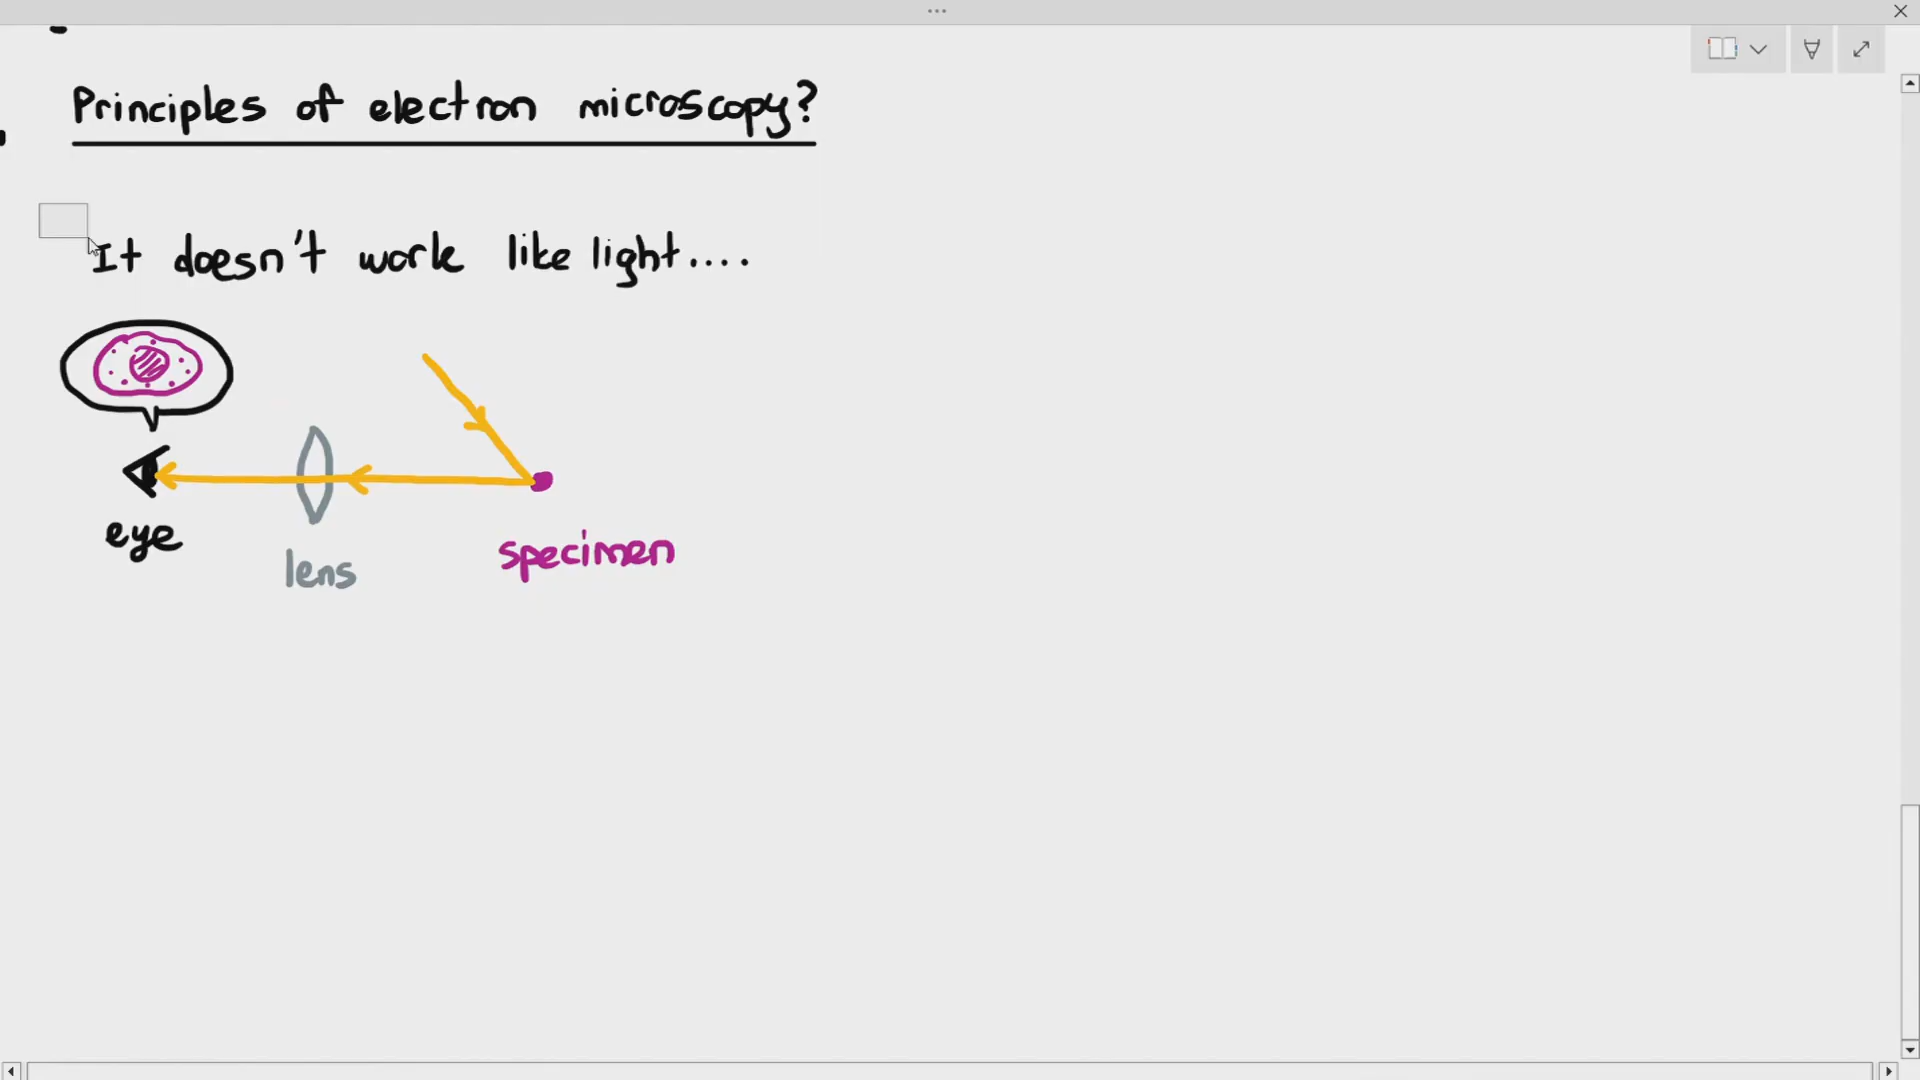 Principles of electron microscopy?
It doesn't work like light....
eye
lens
specimen